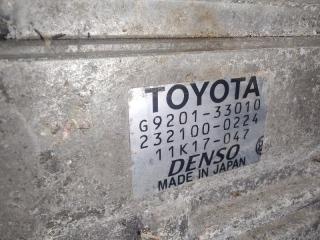 TOYOTA
G9201-33010
232100-0224
11K17-047
DENSO
MADE IN JAPAN